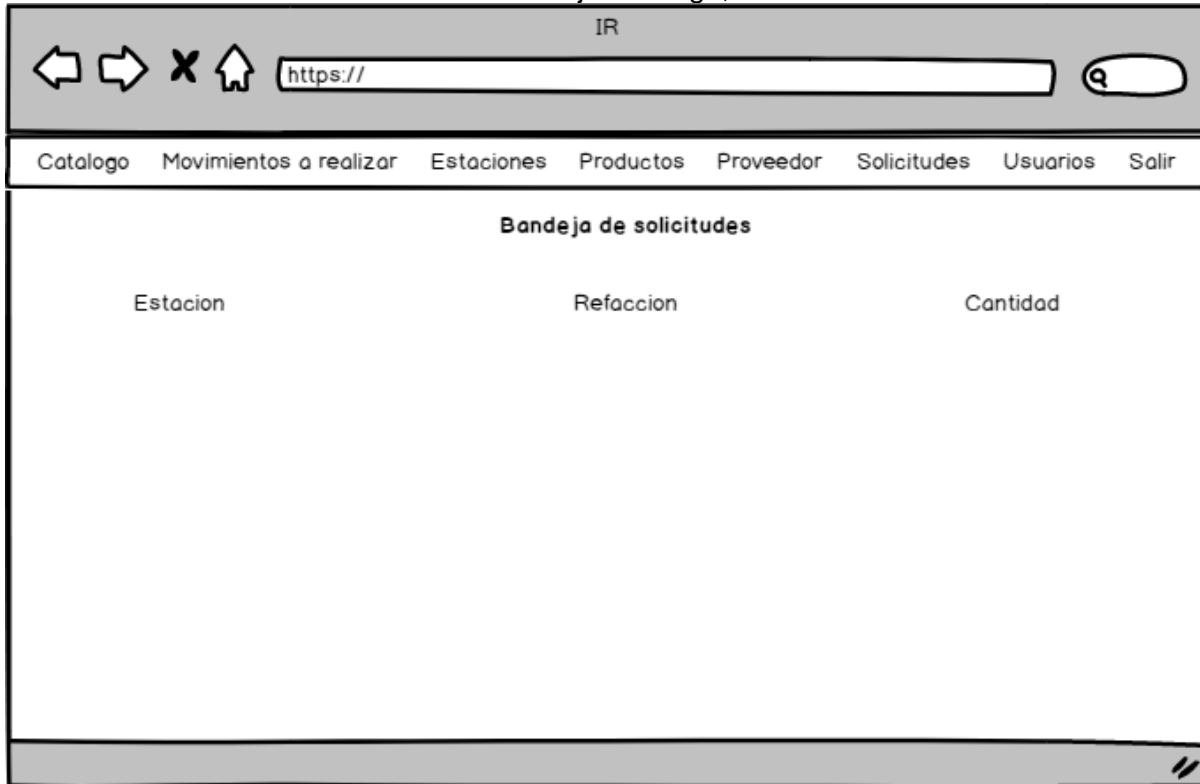 IR
https://
Catalogo Movimientos a realizar Estaciones Productos Proveedor Solicitudes Usuarios Salir
Bandeja de solicitudes
Estacion Refaccion Cantidad